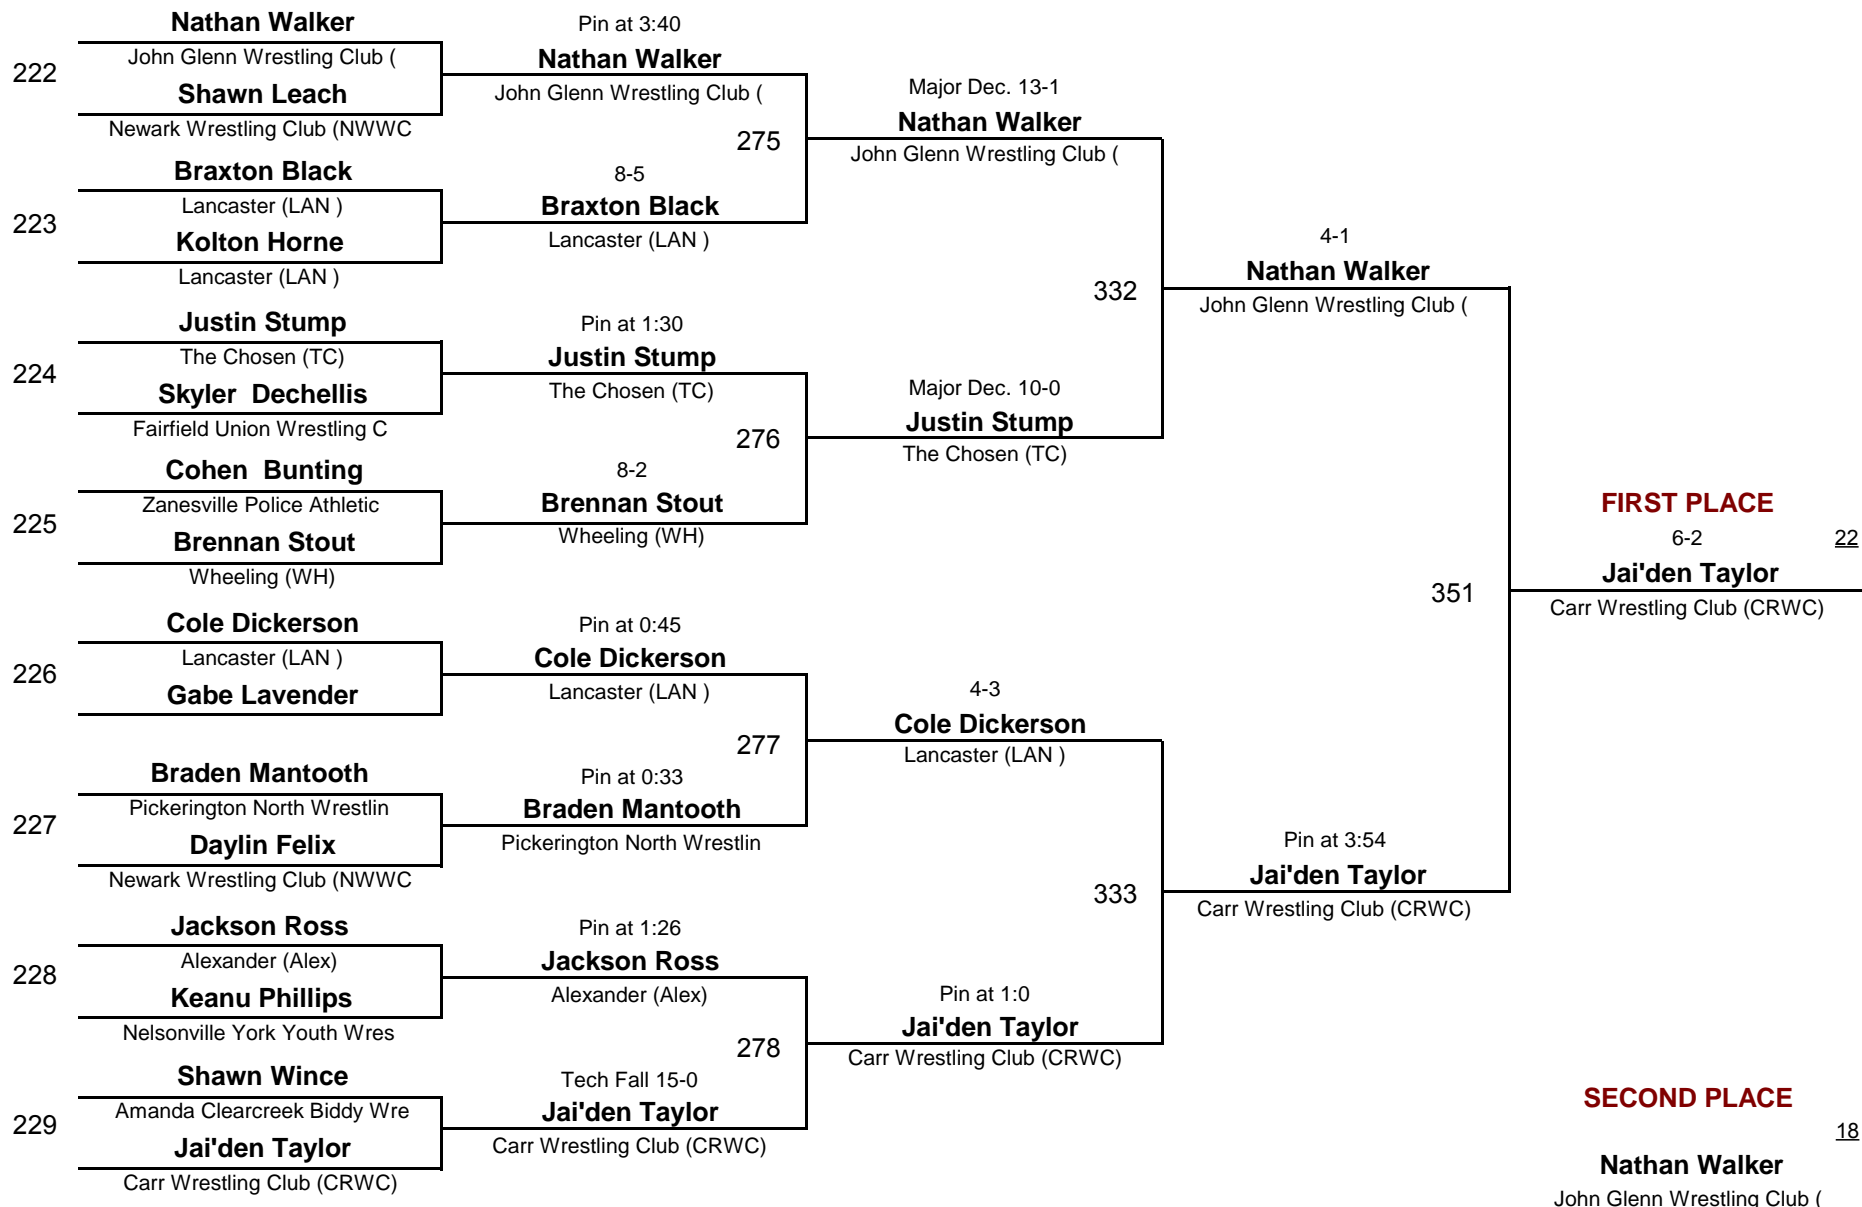 Nathan Walker
John Glenn Wrestling Club (
222
Shawn Leach
Newark Wrestling Club (NWWC
Braxton Black
Lancaster (LAN )
223
Kolton Horne
Lancaster (LAN )
Justin Stump
The Chosen (TC)
224
Skyler  Dechellis
Fairfield Union Wrestling C
Cohen  Bunting
Zanesville Police Athletic
225
Brennan Stout
Wheeling (WH)
Cole Dickerson
Lancaster (LAN )
226
Gabe Lavender
Braden Mantooth
Pickerington North Wrestlin
227
Daylin Felix
Newark Wrestling Club (NWWC
Jackson Ross
Alexander (Alex)
228
Keanu Phillips
Nelsonville York Youth Wres
Shawn Wince
Amanda Clearcreek Biddy Wre
229
Jai'den Taylor
Carr Wrestling Club (CRWC)
Pin at 3:40
Nathan Walker
John Glenn Wrestling Club (
275
8-5
Braxton Black
Lancaster (LAN )
Pin at 1:30
Justin Stump
The Chosen (TC)
276
8-2
Brennan Stout
Wheeling (WH)
Pin at 0:45
Cole Dickerson
Lancaster (LAN )
277
Pin at 0:33
Braden Mantooth
Pickerington North Wrestlin
Pin at 1:26
Jackson Ross
Alexander (Alex)
278
Tech Fall 15-0
Jai'den Taylor
Carr Wrestling Club (CRWC)
Major Dec. 13-1
Nathan Walker
John Glenn Wrestling Club (
332
Major Dec. 10-0
Justin Stump
The Chosen (TC)
4-3
Cole Dickerson
Lancaster (LAN )
333
Pin at 1:0
Jai'den Taylor
Carr Wrestling Club (CRWC)
4-1
Nathan Walker
John Glenn Wrestling Club (
351
Pin at 3:54
Jai'den Taylor
Carr Wrestling Club (CRWC)
FIRST PLACE
6-2 22
Jai'den Taylor
Carr Wrestling Club (CRWC)
SECOND PLACE
18
Nathan Walker
John Glenn Wrestling Club (